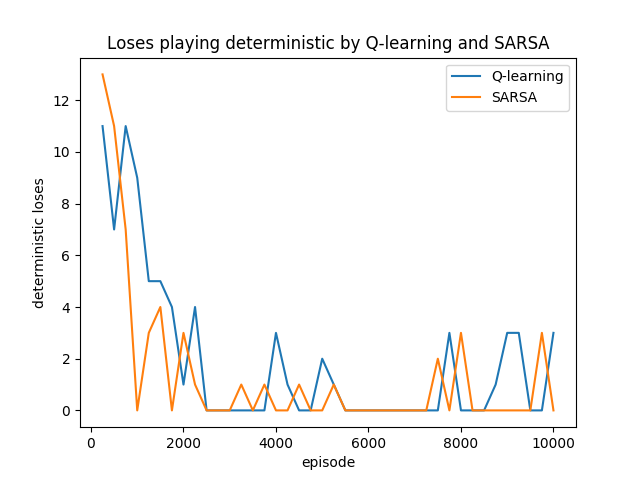 Loses playing deterministic by Q-learning and SARSA
Q-learning
SARSA
12
10
8
6
4
2
0
deterministic loses
0 2000 4000 6000 8000 10000
episode